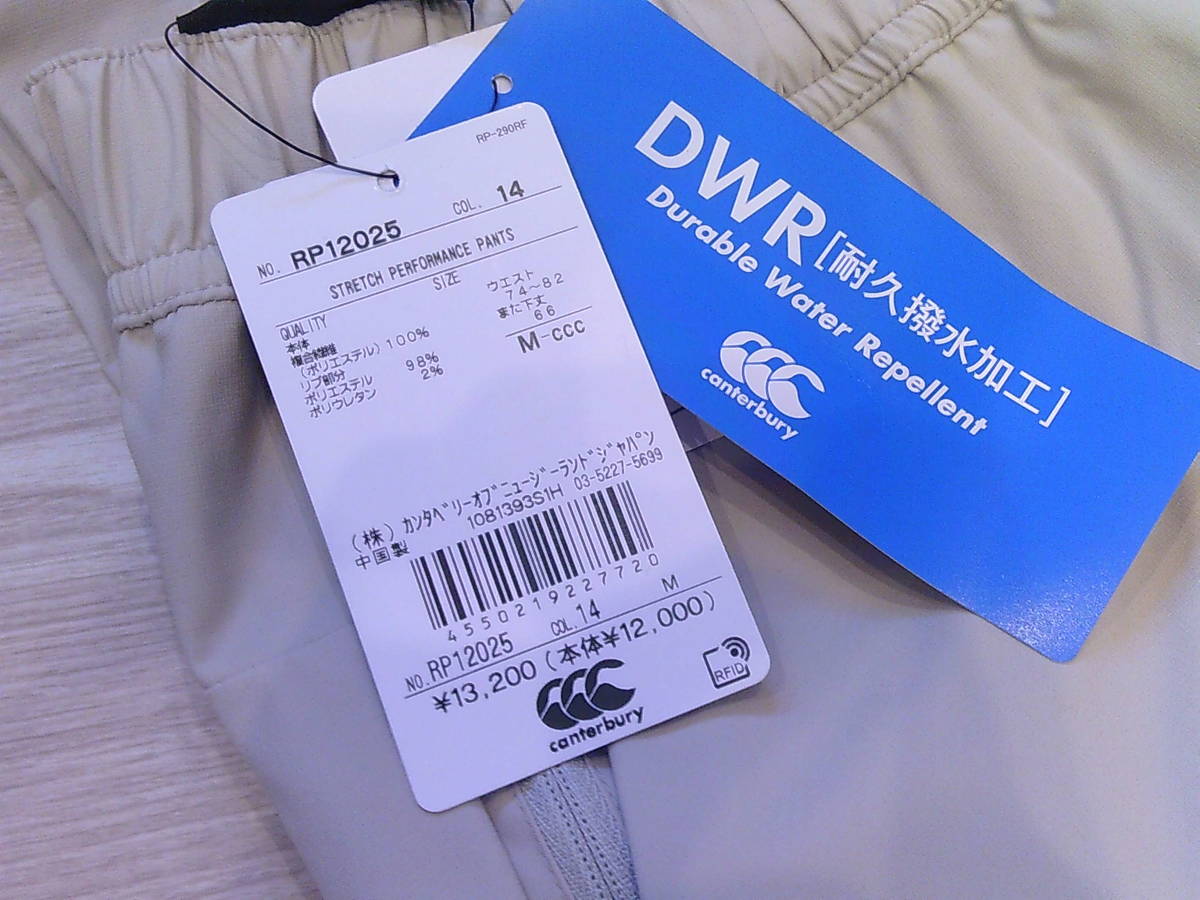 RP-290RF
NO. RP12025 COL. 14
STRETCH PERFORMANCE PANTS
QUALITY
SIZE
本体
複合繊維
(ポリエステル) 100%
リブ部分
ポリエステル 98%
ポリウレタン 2%
ウエスト
74~82
また下丈
66
M-CCC
(株) カンタベリーオブニュージーランドジャパン
中国製 1081393S1H 03-5227-5699
4550219227720
NO. RP12025 COL. 14 M
¥13,200 (本体¥12,000)
canterbury
RFID
DWR [耐久撥水加工]
Durable Water Repellent
canterbury